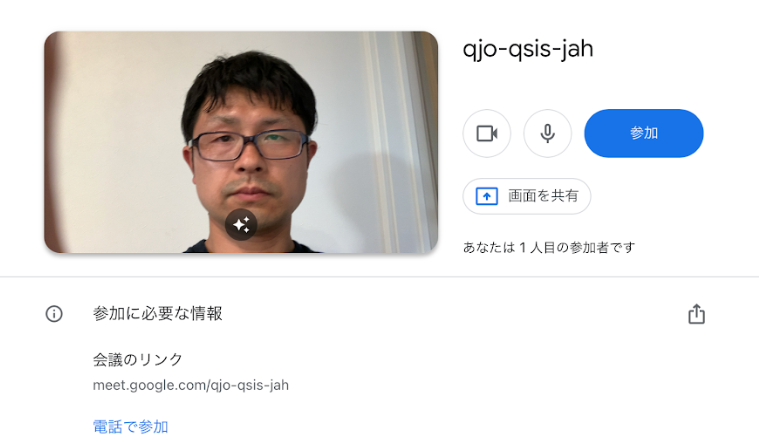 qjo-qsis-jah
参加
画面を共有
あなたは 1 人目の参加者です
参加に必要な情報
会議のリンク
meet.google.com/qjo-qsis-jah
電話で参加